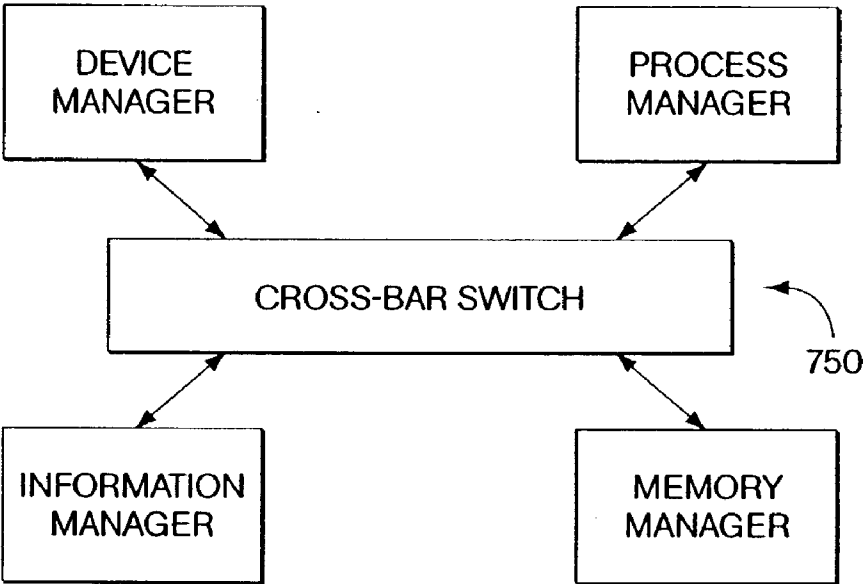 DEVICE
MANAGER
PROCESS
MANAGER
CROSS-BAR SWITCH
750
INFORMATION
MANAGER
MEMORY
MANAGER